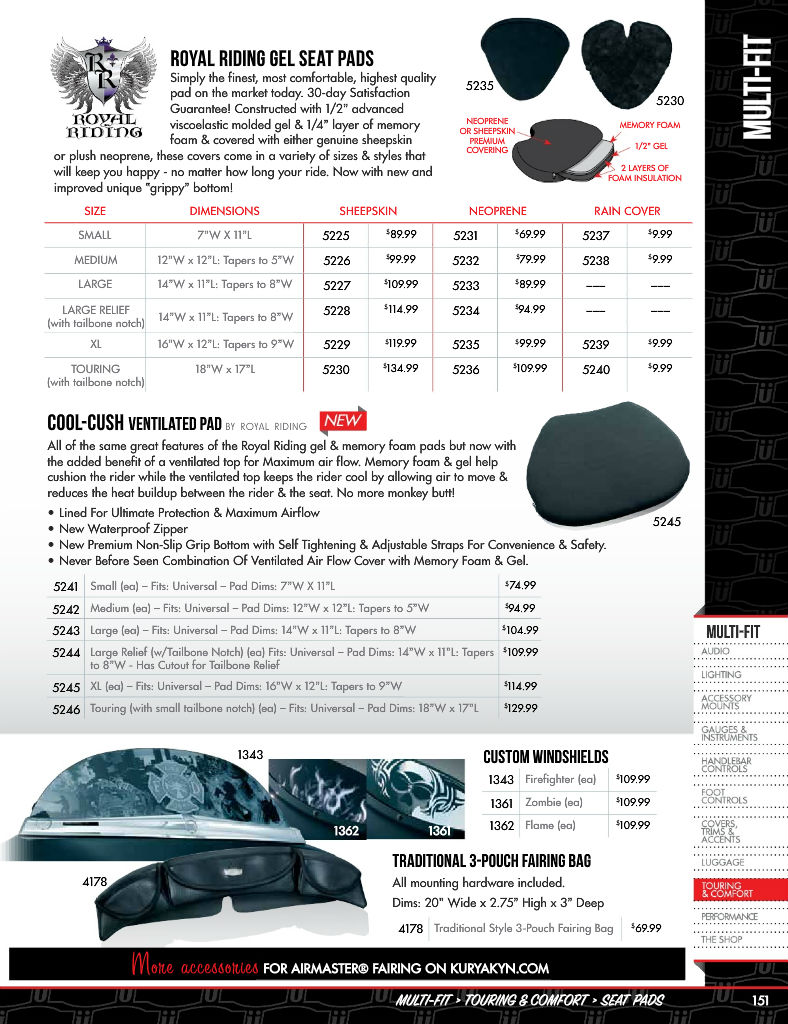 MULTI-FIT
R R
ROYAL
RIDING
ROYAL RIDING GEL SEAT PADS
Simply the finest, most comfortable, highest quality
pad on the market today. 30-day Satisfaction
Guarantee! Constructed with 1/2" advanced
viscoelastic molded gel & 1/4" layer of memory
foam & covered with either genuine sheepskin
or plush neoprene, these covers come in a variety of sizes & styles that
will keep you happy - no matter how long your ride. Now with new and
improved unique "grippy" bottom!
5235
5230
NEOPRENE
OR SHEEPSKIN
PREMIUM
COVERING
MEMORY FOAM
1/2" GEL
2 LAYERS OF
FOAM INSULATION
SIZE DIMENSIONS SHEEPSKIN NEOPRENE RAIN COVER
SMALL 7"W X 11"L 5225 $89.99 5231 $69.99 5237 $9.99
MEDIUM 12"W x 12"L: Tapers to 5"W 5226 $99.99 5232 $79.99 5238 $9.99
LARGE 14"W x 11"L: Tapers to 8"W 5227 $109.99 5233 $89.99 ––– –––
LARGE RELIEF
(with tailbone notch) 14"W x 11"L: Tapers to 8"W 5228 $114.99 5234 $94.99 ––– –––
XL 16"W x 12"L: Tapers to 9"W 5229 $119.99 5235 $99.99 5239 $9.99
TOURING
(with tailbone notch) 18"W x 17"L 5230 $134.99 5236 $109.99 5240 $9.99
COOL-CUSH VENTILATED PAD BY ROYAL RIDING NEW
All of the same great features of the Royal Riding gel & memory foam pads but now with
the added benefit of a ventilated top for Maximum air flow. Memory foam & gel help
cushion the rider while the ventilated top keeps the rider cool by allowing air to move &
reduces the heat buildup between the rider & the seat. No more monkey butt!
• Lined For Ultimate Protection & Maximum Airflow
• New Waterproof Zipper
• New Premium Non-Slip Grip Bottom with Self Tightening & Adjustable Straps For Convenience & Safety.
• Never Before Seen Combination Of Ventilated Air Flow Cover with Memory Foam & Gel.
5245
5241 Small (ea) – Fits: Universal – Pad Dims: 7"W X 11"L $74.99
5242 Medium (ea) – Fits: Universal – Pad Dims: 12"W x 12"L: Tapers to 5"W $94.99
5243 Large (ea) – Fits: Universal – Pad Dims: 14"W x 11"L: Tapers to 8"W $104.99
5244 Large Relief (w/Tailbone Notch) (ea) Fits: Universal – Pad Dims: 14"W x 11"L: Tapers $109.99
to 8"W - Has Cutout for Tailbone Relief
5245 XL (ea) – Fits: Universal – Pad Dims: 16"W x 12"L: Tapers to 9"W $114.99
5246 Touring (with small tailbone notch) (ea) – Fits: Universal – Pad Dims: 18"W x 17"L $129.99
1343
1362
1361
CUSTOM WINDSHIELDS
1343 Firefighter (ea) $109.99
1361 Zombie (ea) $109.99
1362 Flame (ea) $109.99
4178
TRADITIONAL 3-POUCH FAIRING BAG
All mounting hardware included.
Dims: 20" Wide x 2.75" High x 3" Deep
4178 Traditional Style 3-Pouch Fairing Bag $69.99
More accessories FOR AIRMASTER® FAIRING ON KURYAKYN.COM
MULTI-FIT
AUDIO
LIGHTING
ACCESSORY
MOUNTS
GAUGES &
INSTRUMENTS
HANDLEBAR
CONTROLS
FOOT
CONTROLS
COVERS,
TRIMS &
ACCENTS
LUGGAGE
TOURING
& COMFORT
PERFORMANCE
THE SHOP
MULTI-FIT > TOURING & COMFORT > SEAT PADS 151